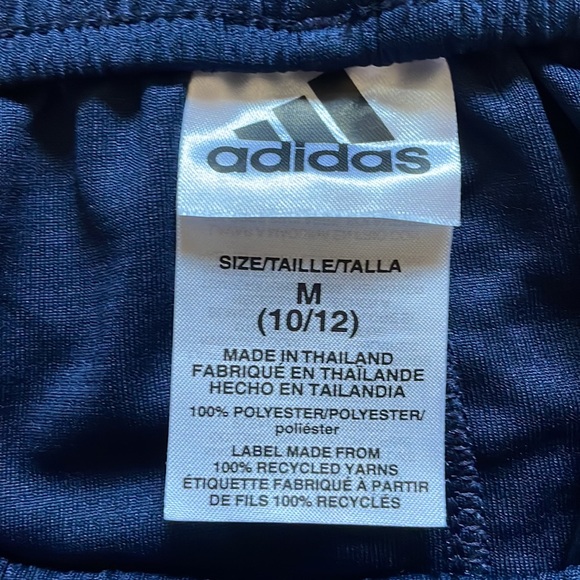 adidas
SIZE/TAILLE/TALLA
M
(10/12)
MADE IN THAILAND
FABRIQUÉ EN THAÏLANDE
HECHO EN TAILANDIA
100% POLYESTER/POLYESTER/
poliéster
LABEL MADE FROM
100% RECYCLED YARNS
ÉTIQUETTE FABRIQUÉ À PARTIR
DE FILS 100% RECYCLÉS